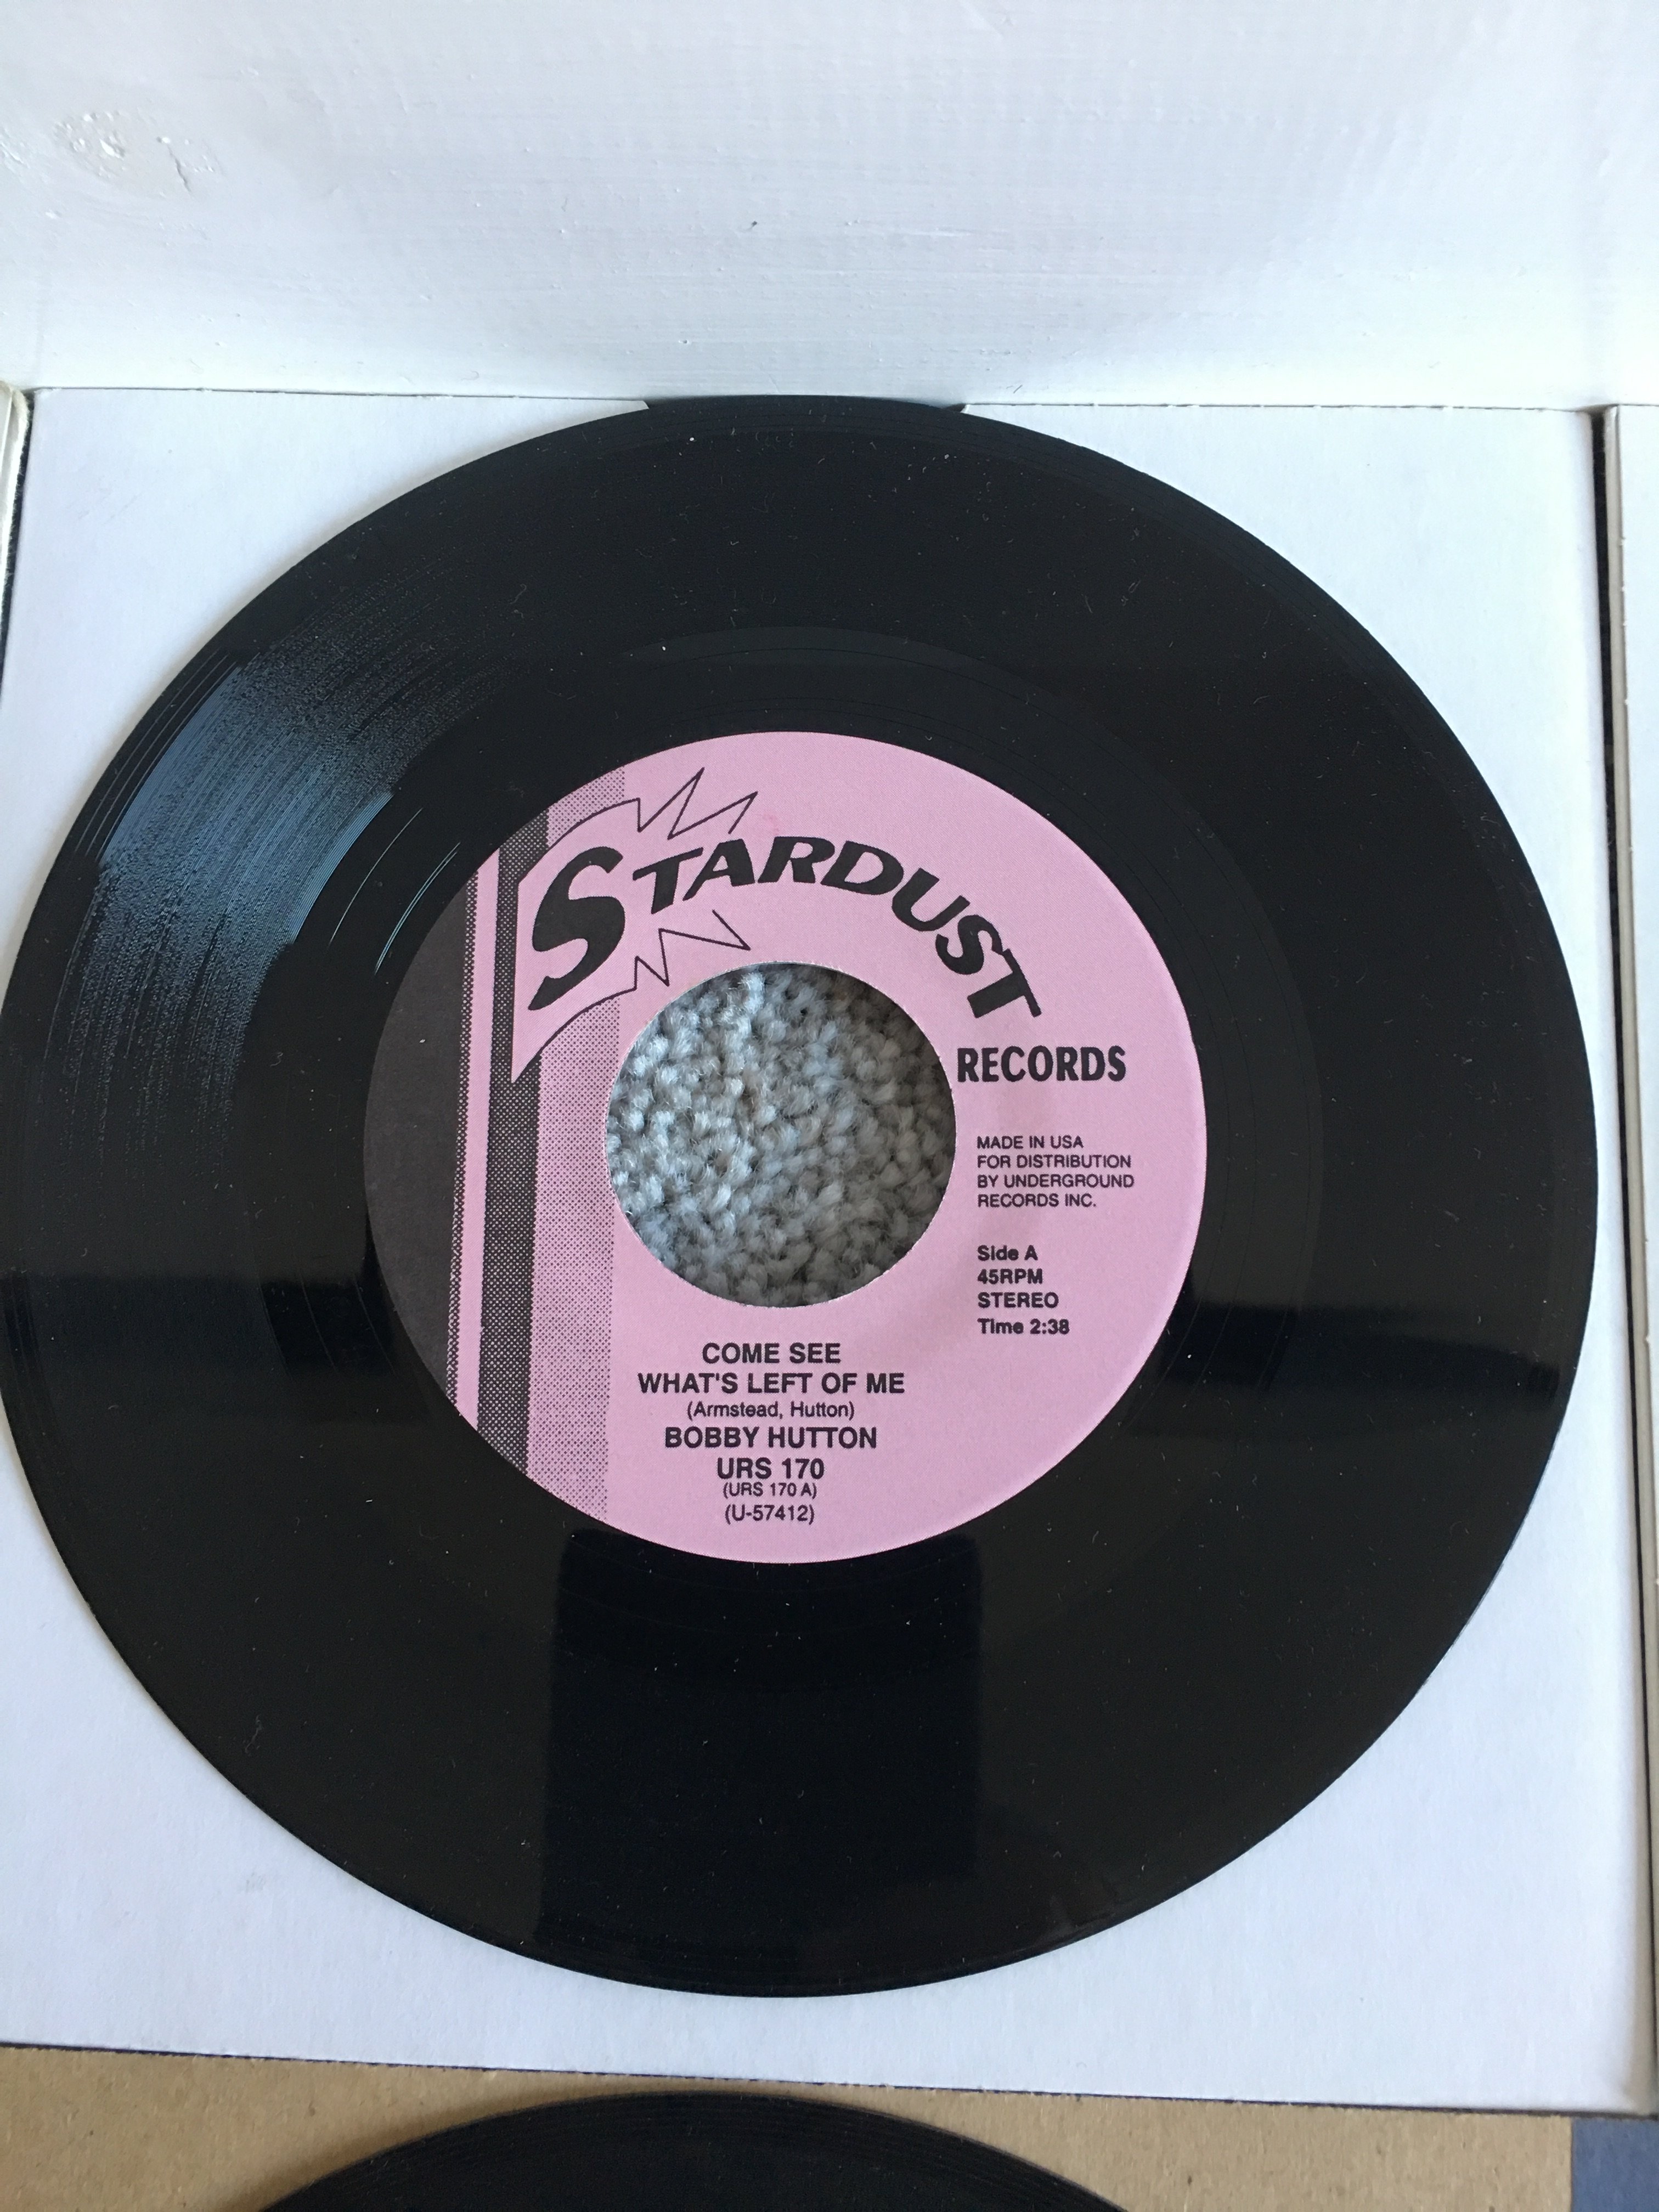 STARDUST
RECORDS
MADE IN USA
FOR DISTRIBUTION
BY UNDERGROUND
RECORDS INC.
Side A
45RPM
STEREO
Time 2:38
COME SEE
WHAT'S LEFT OF ME
(Armstead, Hutton)
BOBBY HUTTON
URS 170
(URS 170 A)
(U-57412)